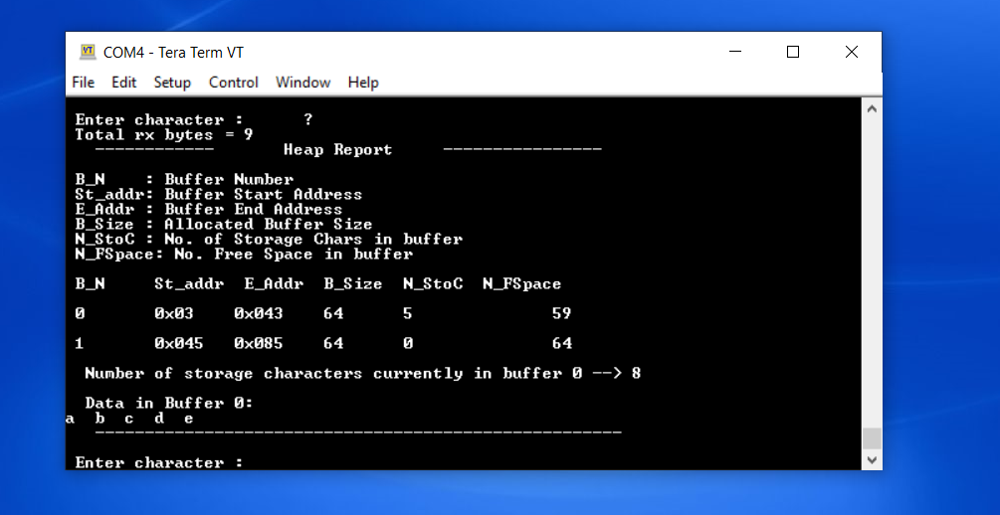 VT COM4 - Tera Term VT
File Edit Setup Control Window Help
Enter character : ?
Total rx bytes = 9
------------ Heap Report ----------------
B_N : Buffer Number
St_addr: Buffer Start Address
E_Addr : Buffer End Address
B_Size : Allocated Buffer Size
N_StoC : No. of Storage Chars in buffer
N_FSpace: No. Free Space in buffer
B_N St_addr E_Addr B_Size N_StoC N_FSpace
0 0x03 0x043 64 5 59
1 0x045 0x085 64 0 64
Number of storage characters currently in buffer 0 --> 8
Data in Buffer 0:
a b c d e
-----------------------------------------------------
Enter character :